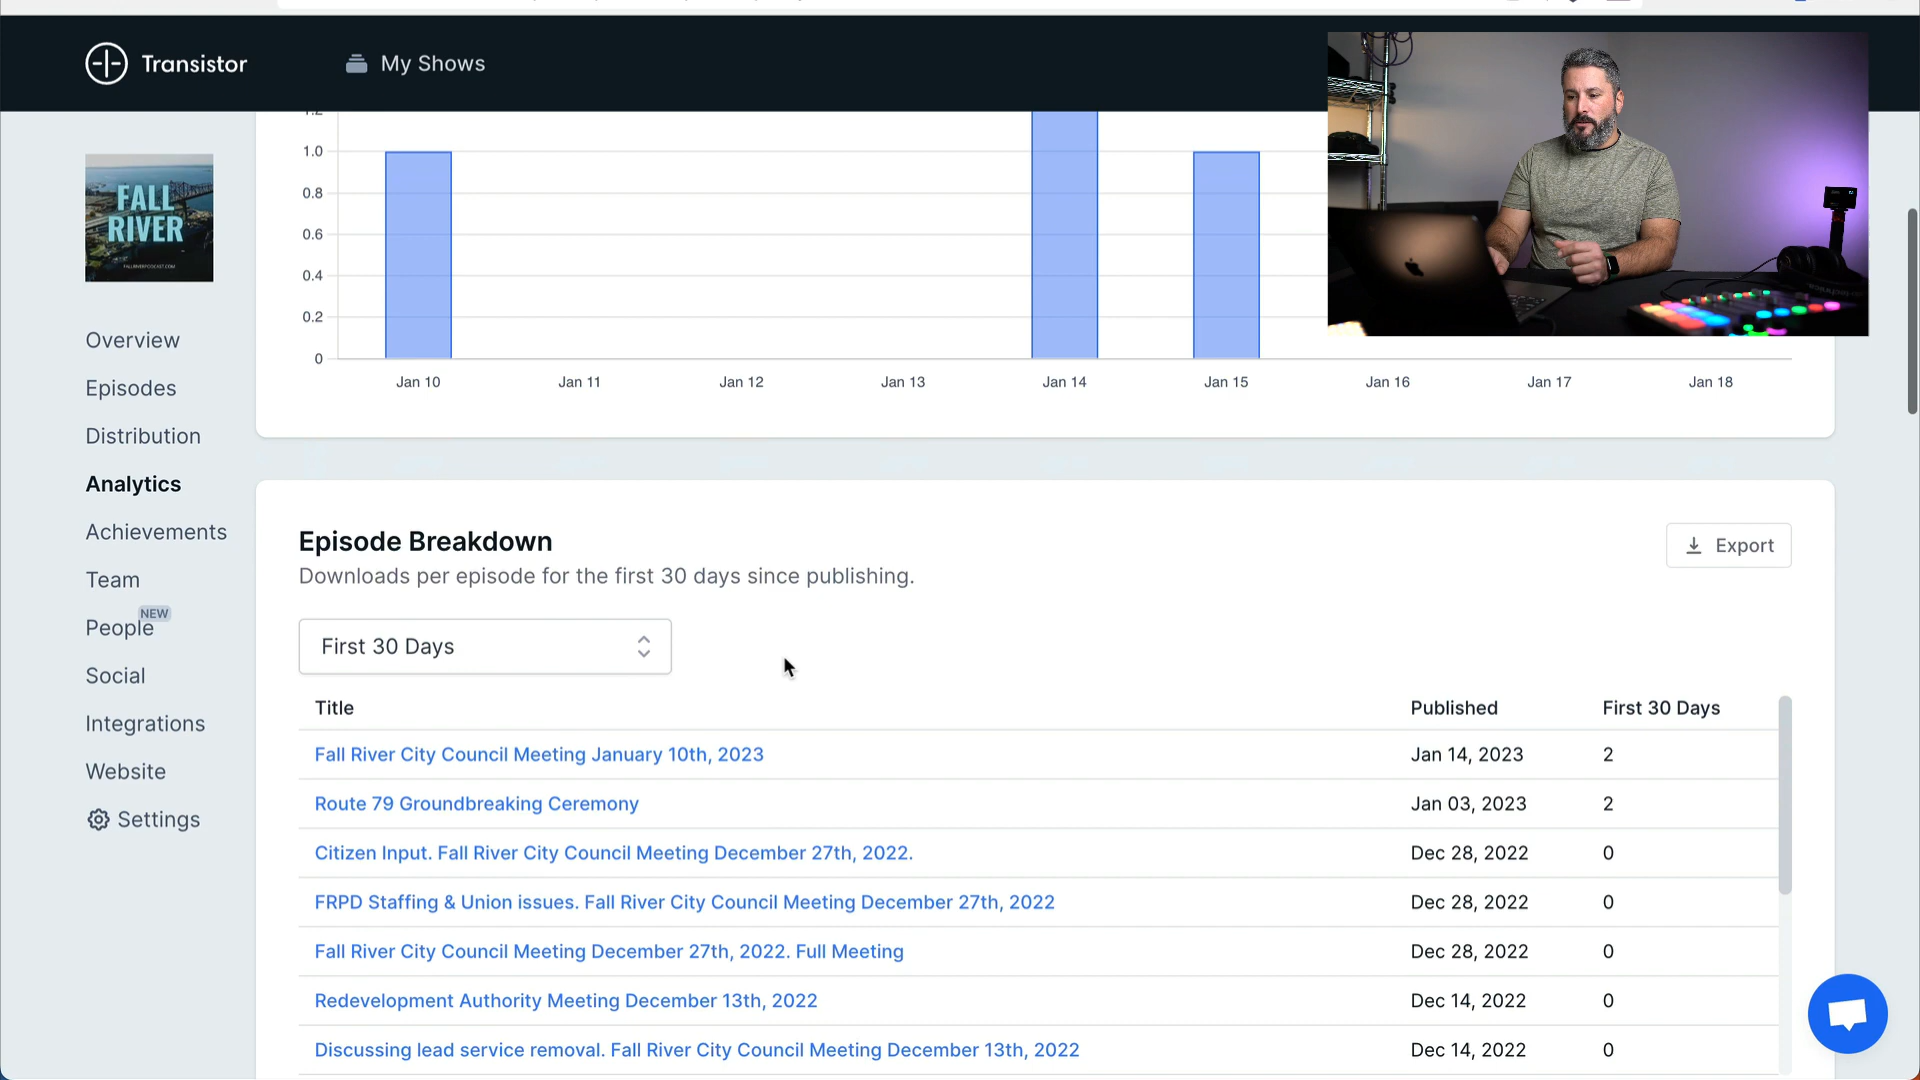 Transistor
My Shows
FALL
RIVER
FALLRIVERPODCAST.COM
Overview
Episodes
Distribution
Analytics
Achievements
Team
People NEW
Social
Integrations
Website
Settings
1.2
1.0
0.8
0.6
0.4
0.2
0
Jan 10 Jan 11 Jan 12 Jan 13 Jan 14 Jan 15 Jan 16 Jan 17 Jan 18
Episode Breakdown
Export
Downloads per episode for the first 30 days since publishing.
First 30 Days
Title Published First 30 Days
Fall River City Council Meeting January 10th, 2023 Jan 14, 2023 2
Route 79 Groundbreaking Ceremony Jan 03, 2023 2
Citizen Input. Fall River City Council Meeting December 27th, 2022. Dec 28, 2022 0
FRPD Staffing & Union issues. Fall River City Council Meeting December 27th, 2022 Dec 28, 2022 0
Fall River City Council Meeting December 27th, 2022. Full Meeting Dec 28, 2022 0
Redevelopment Authority Meeting December 13th, 2022 Dec 14, 2022 0
Discussing lead service removal. Fall River City Council Meeting December 13th, 2022 Dec 14, 2022 0